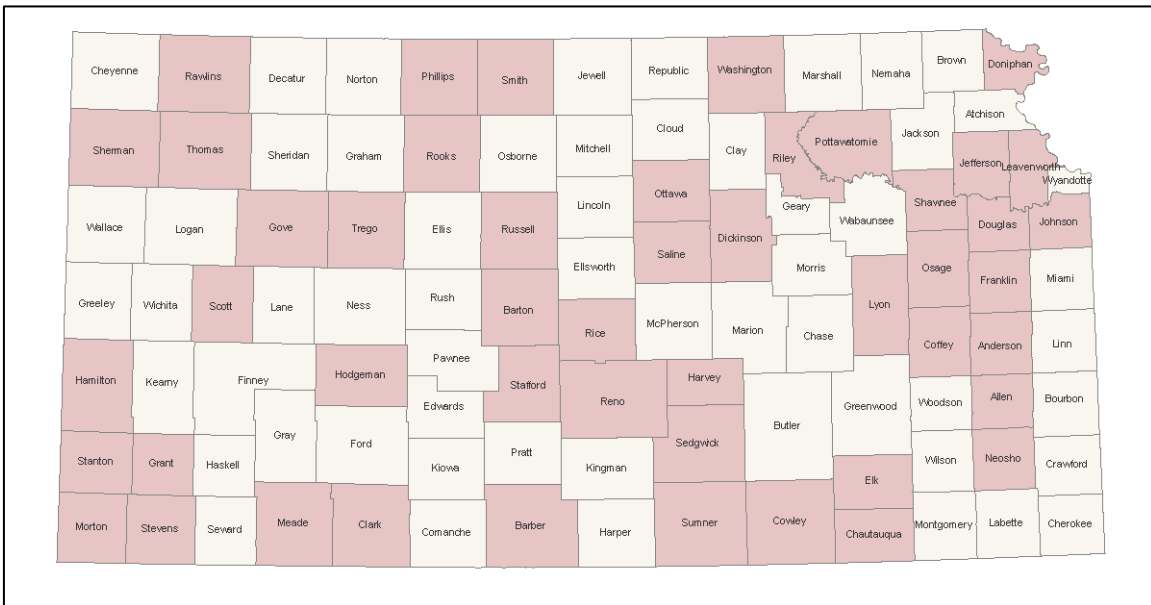 Cheyenne
Rawlins
Decatur
Norton
Phillips
Smith
Jewell
Republic
Washington
Marshall
Nemaha
Brown
Doniphan
Sherman
Thomas
Sheridan
Graham
Rooks
Osborne
Mitchell
Cloud
Clay
Riley
Pottawatomie
Jackson
Atchison
Jefferson
Leavenworth
Wyandotte
Wallace
Logan
Gove
Trego
Ellis
Russell
Lincoln
Ottawa
Saline
Dickinson
Geary
Wabaunsee
Shawnee
Douglas
Johnson
Greeley
Wichita
Scott
Lane
Ness
Rush
Barton
Ellsworth
Rice
McPherson
Marion
Morris
Chase
Lyon
Osage
Franklin
Miami
Hamilton
Kearny
Finney
Hodgeman
Pawnee
Edwards
Stafford
Reno
Harvey
Sedgwick
Butler
Greenwood
Coffey
Anderson
Linn
Woodson
Allen
Bourbon
Stanton
Grant
Haskell
Gray
Ford
Kiowa
Pratt
Kingman
Elk
Wilson
Neosho
Crawford
Morton
Stevens
Seward
Meade
Clark
Comanche
Barber
Harper
Sumner
Cowley
Chautauqua
Montgomery
Labette
Cherokee